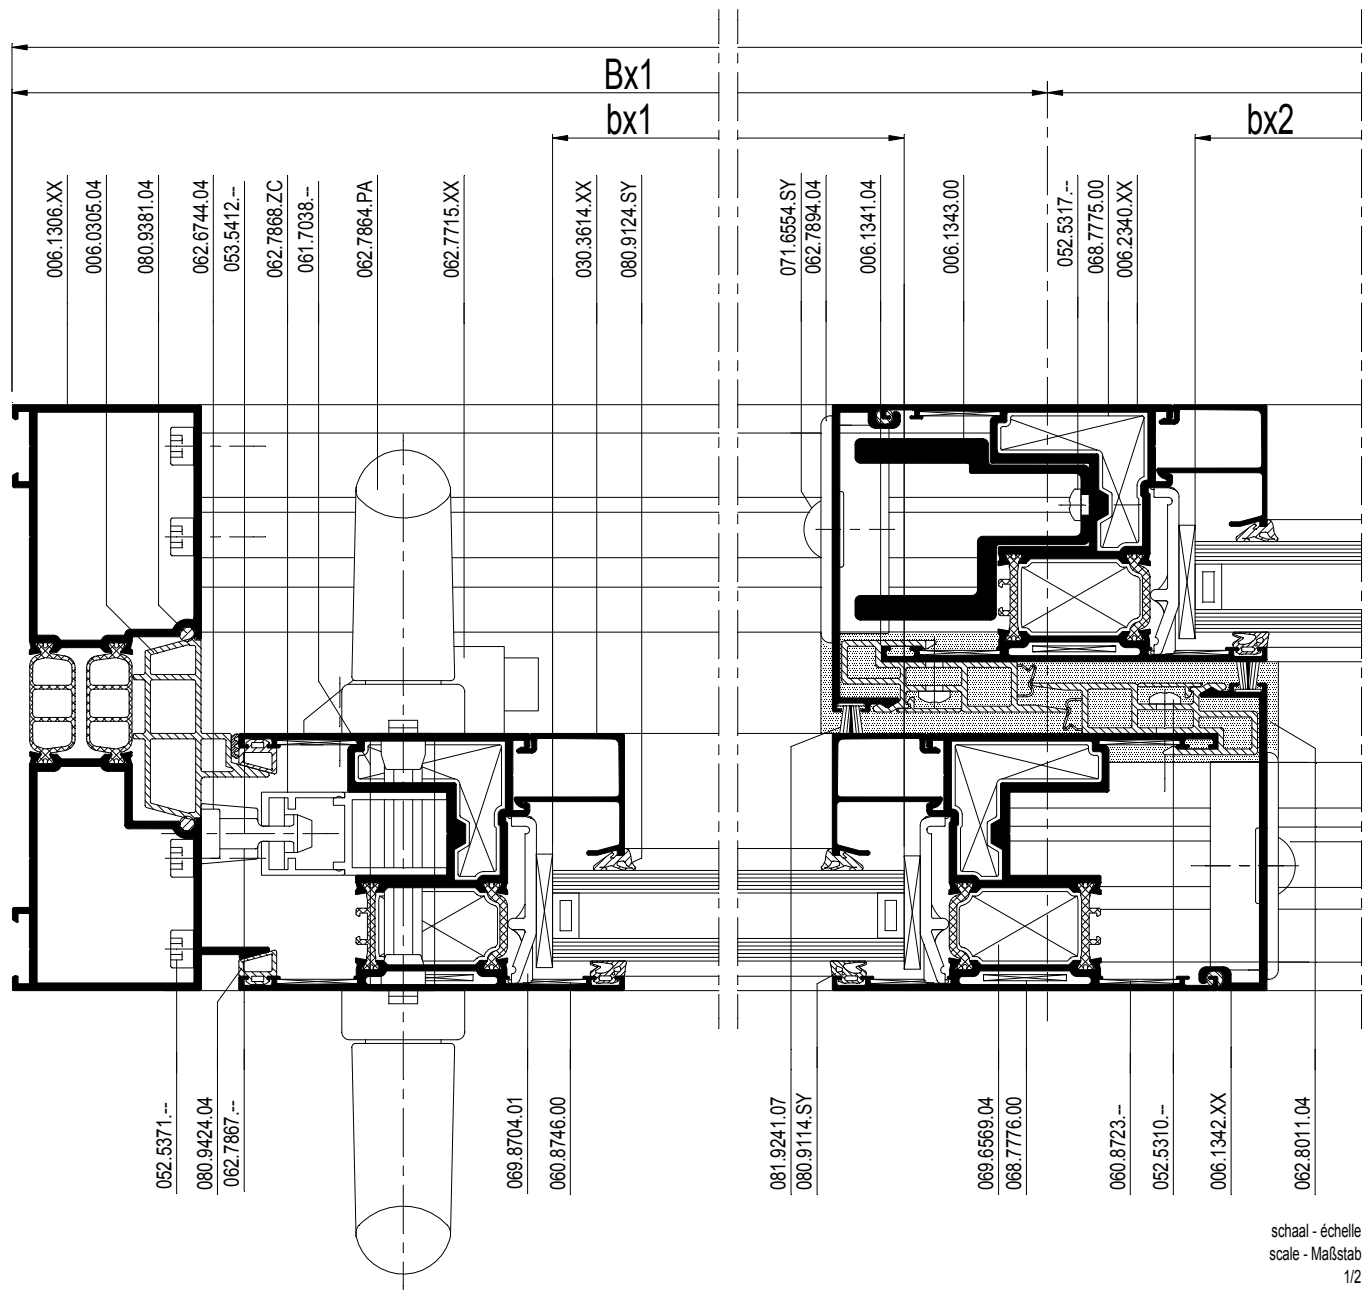 Bx1
bx1
bx2
006.1306.XX
006.0305.04
080.9381.04
062.6744.04
053.5412.--
062.7868.ZC
061.7038.--
062.7864.PA
062.7715.XX
030.3614.XX
080.9124.SY
071.6554.SY
062.7894.04
006.1341.04
006.1343.00
052.5317.--
068.7775.00
006.2340.XX
052.5371.--
080.9424.04
062.7867.--
069.8704.01
060.8746.00
081.9241.07
080.9114.SY
069.6569.04
068.7776.00
060.8723.--
052.5310.--
006.1342.XX
062.8011.04
schaal - échelle
scale - Maßstab
1/2